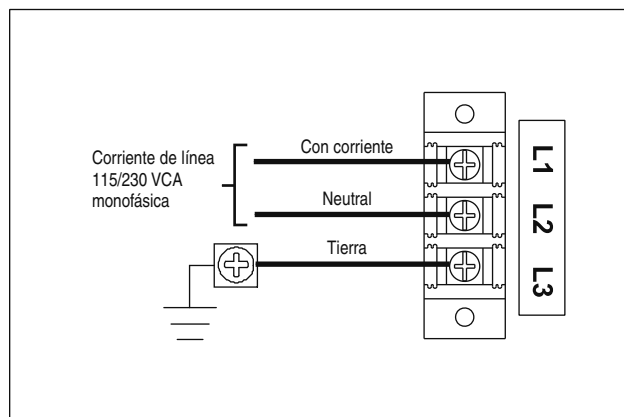 Con corriente
Corriente de línea
115/230 VCA
monofásica
Neutral
Tierra
L1
L2
L3